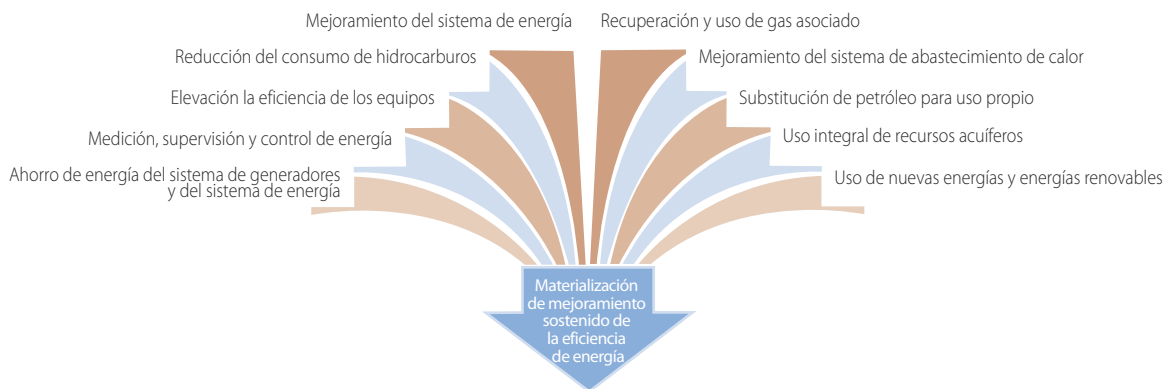 Mejoramiento del sistema de energía
Reducción del consumo de hidrocarburos
Elevación la eficiencia de los equipos
Medición, supervisión y control de energía
Ahorro de energía del sistema de generadores
y del sistema de energía
Recuperación y uso de gas asociado
Mejoramiento del sistema de abastecimiento de calor
Substitución de petróleo para uso propio
Uso integral de recursos acuíferos
Uso de nuevas energías y energías renovables
Materialización
de mejoramiento
sostenido de
la eficiencia
de energía